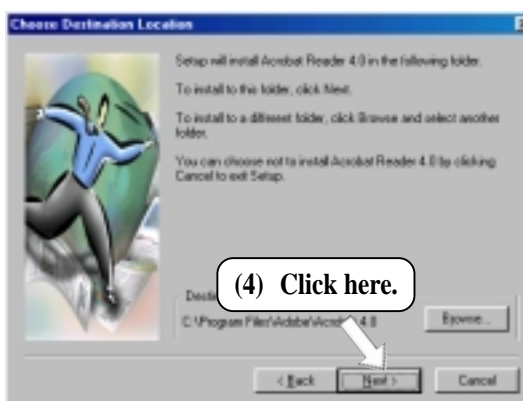 Choose Destination Location
Setup will install Acrobat Reader 4.0 in the following folder.
To install to this folder, click Next.
To install to a different folder, click Browse and select another
folder.
You can choose not to install Acrobat Reader 4.0 by clicking
Cancel to exit Setup.
(4) Click here.
C:\Program Files\Adobe\ 4.0
Browse...
< Back
Next >
Cancel